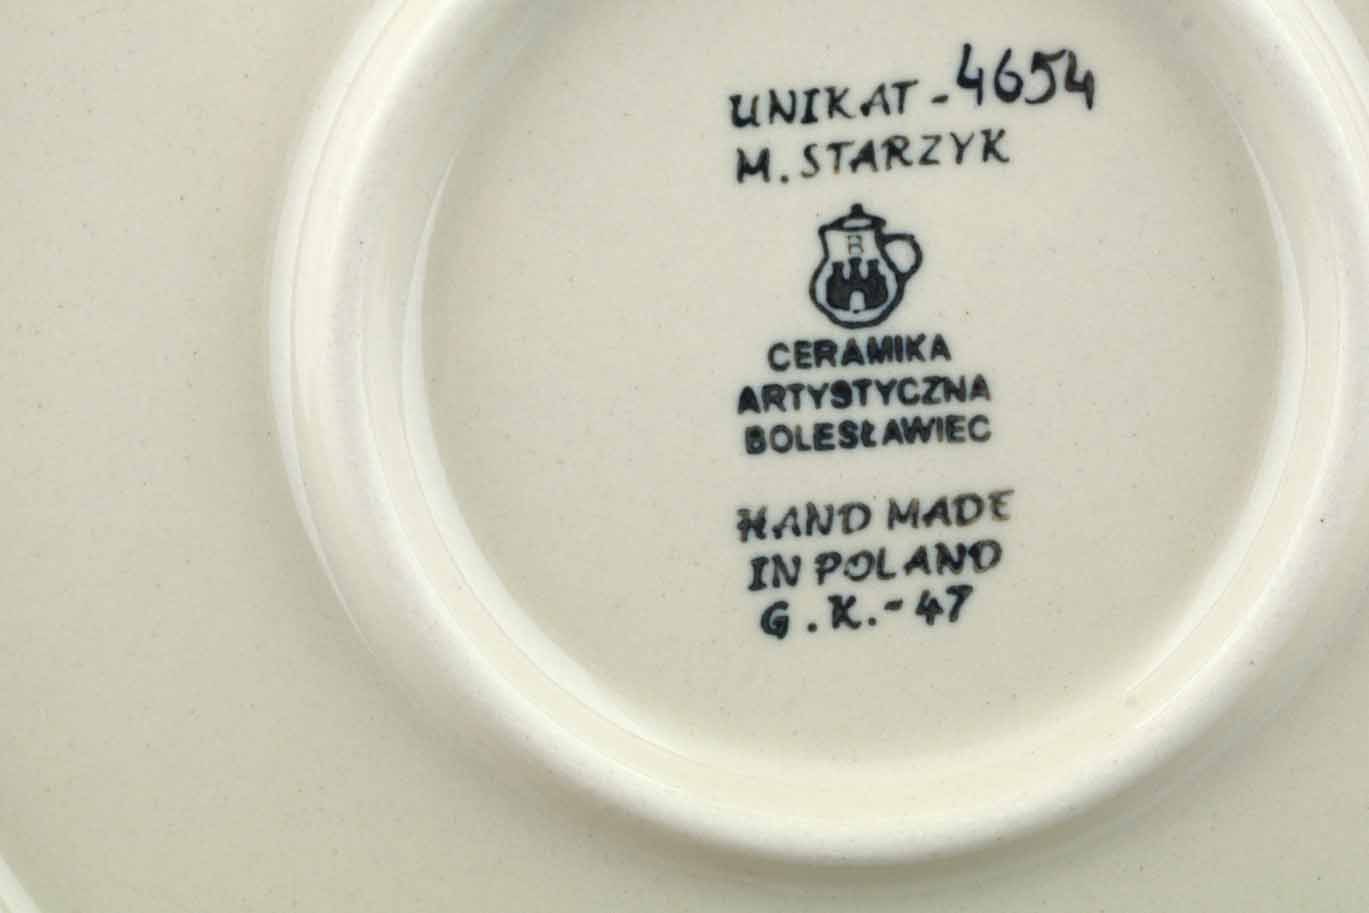 UNIKAT - 4654
M. STARZYK
B
CERAMIKA
ARTYSTYCZNA
BOLESŁAWIEC
HAND MADE
IN POLAND
G.K.-47